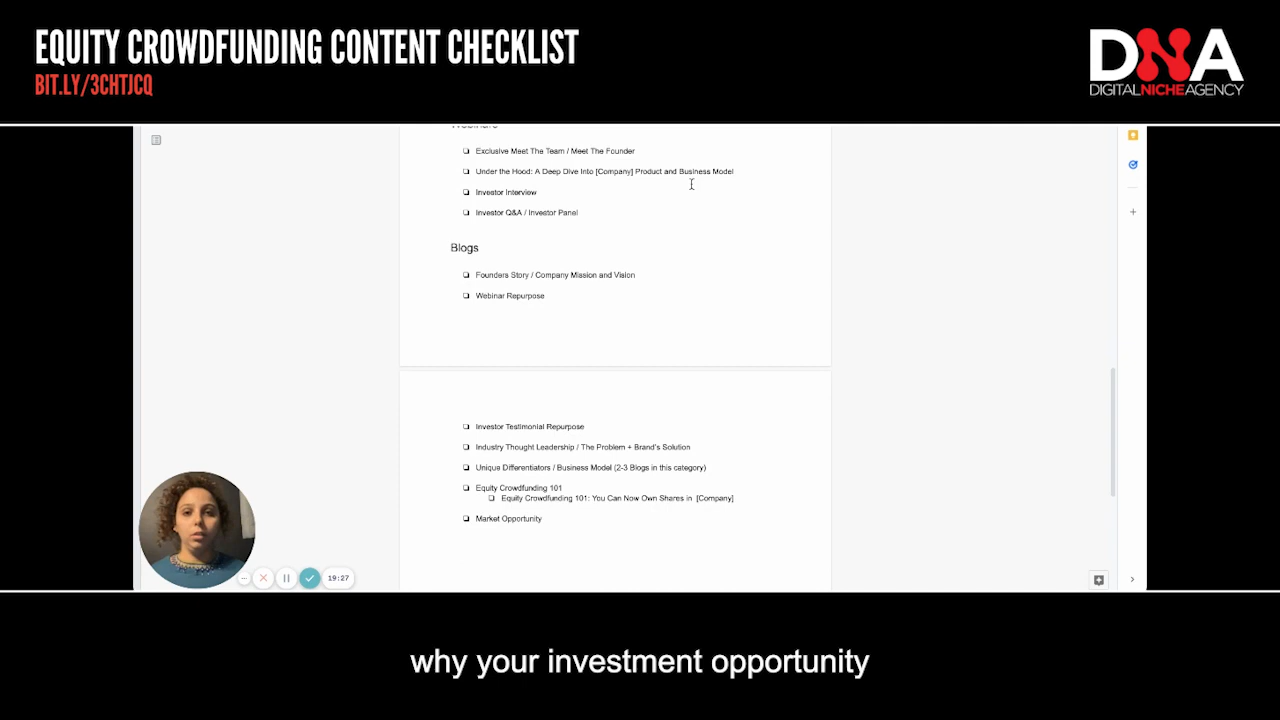 EQUITY CROWDFUNDING CONTENT CHECKLIST
BIT.LY/3CHTJCQ
DNA
DIGITALNICHEAGENCY
Webinars
Exclusive Meet The Team / Meet The Founder
Under the Hood: A Deep Dive Into [Company] Product and Business Model
Investor Interview
Investor Q&A / Investor Panel
Blogs
Founders Story / Company Mission and Vision
Webinar Repurpose
Investor Testimonial Repurpose
Industry Thought Leadership / The Problem + Brand's Solution
Unique Differentiators / Business Model (2-3 Blogs in this category)
Equity Crowdfunding 101
Equity Crowdfunding 101: You Can Now Own Shares in [Company]
Market Opportunity
19:27
why your investment opportunity